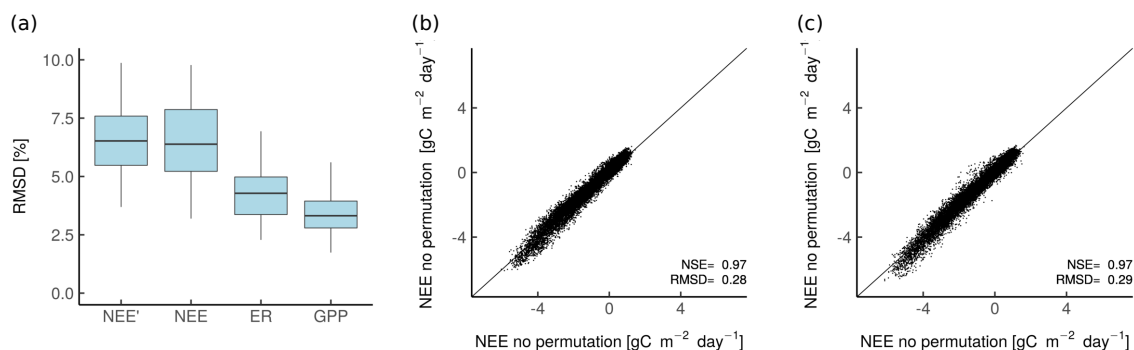 (a)
10.0
7.5
5.0
2.5
0.0
RMSD [%]
NEE'
NEE
ER
GPP
(b)
NEE no permutation [gC m−2 day−1]
4
0
-4
NSE= 0.97
RMSD= 0.28
-4
0
4
NEE no permutation [gC m−2 day−1]
(c)
NEE no permutation [gC m−2 day−1]
4
0
-4
NSE= 0.97
RMSD= 0.29
-4
0
4
NEE no permutation [gC m−2 day−1]